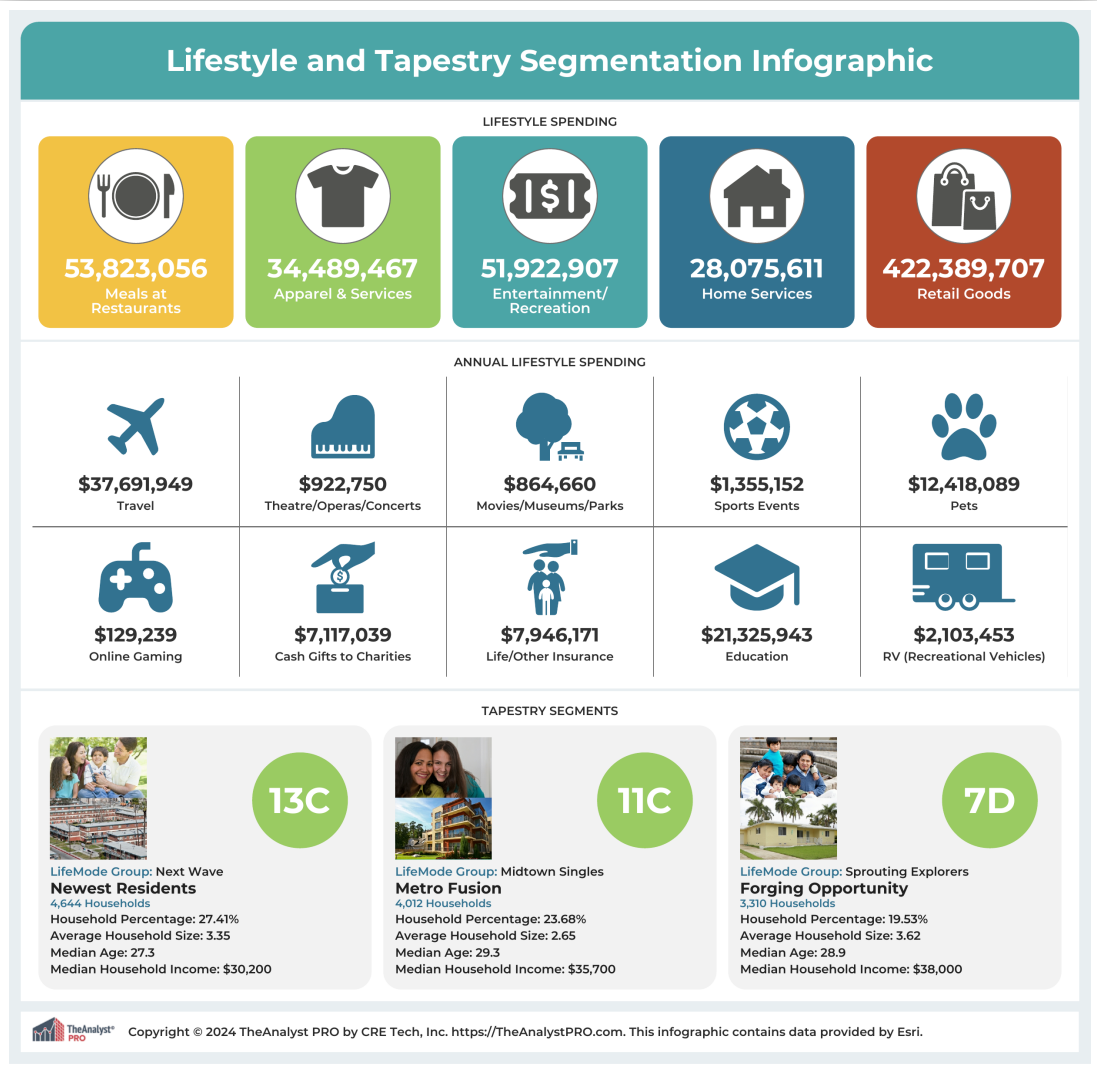 Lifestyle and Tapestry Segmentation Infographic
LIFESTYLE SPENDING
53,823,056
Meals at
Restaurants
34,489,467
Apparel & Services
$
51,922,907
Entertainment/
Recreation
28,075,611
Home Services
422,389,707
Retail Goods
ANNUAL LIFESTYLE SPENDING
$37,691,949
Travel
$922,750
Theatre/Operas/Concerts
$864,660
Movies/Museums/Parks
$1,355,152
Sports Events
$12,418,089
Pets
$129,239
Online Gaming
$
$7,117,039
Cash Gifts to Charities
$7,946,171
Life/Other Insurance
$21,325,943
Education
$2,103,453
RV (Recreational Vehicles)
TAPESTRY SEGMENTS
13C
LifeMode Group: Next Wave
Newest Residents
4,644 Households
Household Percentage: 27.41%
Average Household Size: 3.35
Median Age: 27.3
Median Household Income: $30,200
11C
LifeMode Group: Midtown Singles
Metro Fusion
4,012 Households
Household Percentage: 23.68%
Average Household Size: 2.65
Median Age: 29.3
Median Household Income: $35,700
7D
LifeMode Group: Sprouting Explorers
Forging Opportunity
3,310 Households
Household Percentage: 19.53%
Average Household Size: 3.62
Median Age: 28.9
Median Household Income: $38,000
TheAnalyst®
PRO
Copyright © 2024 TheAnalyst PRO by CRE Tech, Inc. https://TheAnalystPRO.com. This infographic contains data provided by Esri.